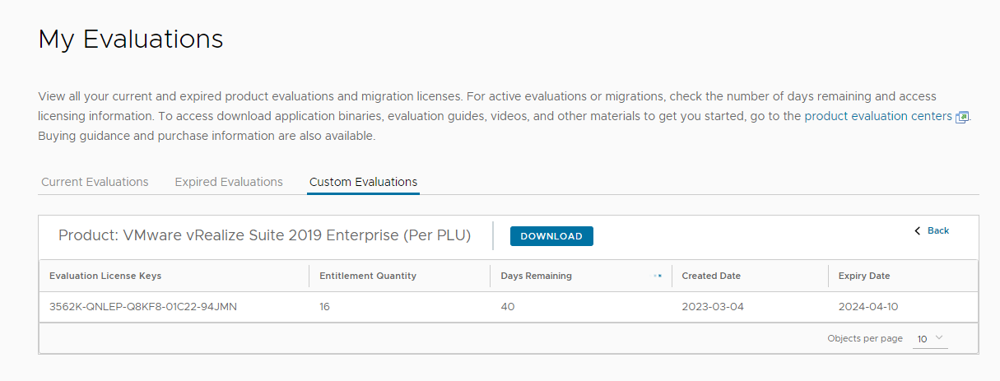 My Evaluations
View all your current and expired product evaluations and migration licenses. For active evaluations or migrations, check the number of days remaining and access
licensing information. To access download application binaries, evaluation guides, videos, and other materials to get you started, go to the product evaluation centers.
Buying guidance and purchase information are also available.
Current Evaluations Expired Evaluations Custom Evaluations
Product: VMware vRealize Suite 2019 Enterprise (Per PLU) DOWNLOAD Back
Evaluation License Keys Entitlement Quantity Days Remaining Created Date Expiry Date
3562K-QNLEP-Q8KF8-01C22-94JMN 16 40 2023-03-04 2024-04-10
Objects per page 10